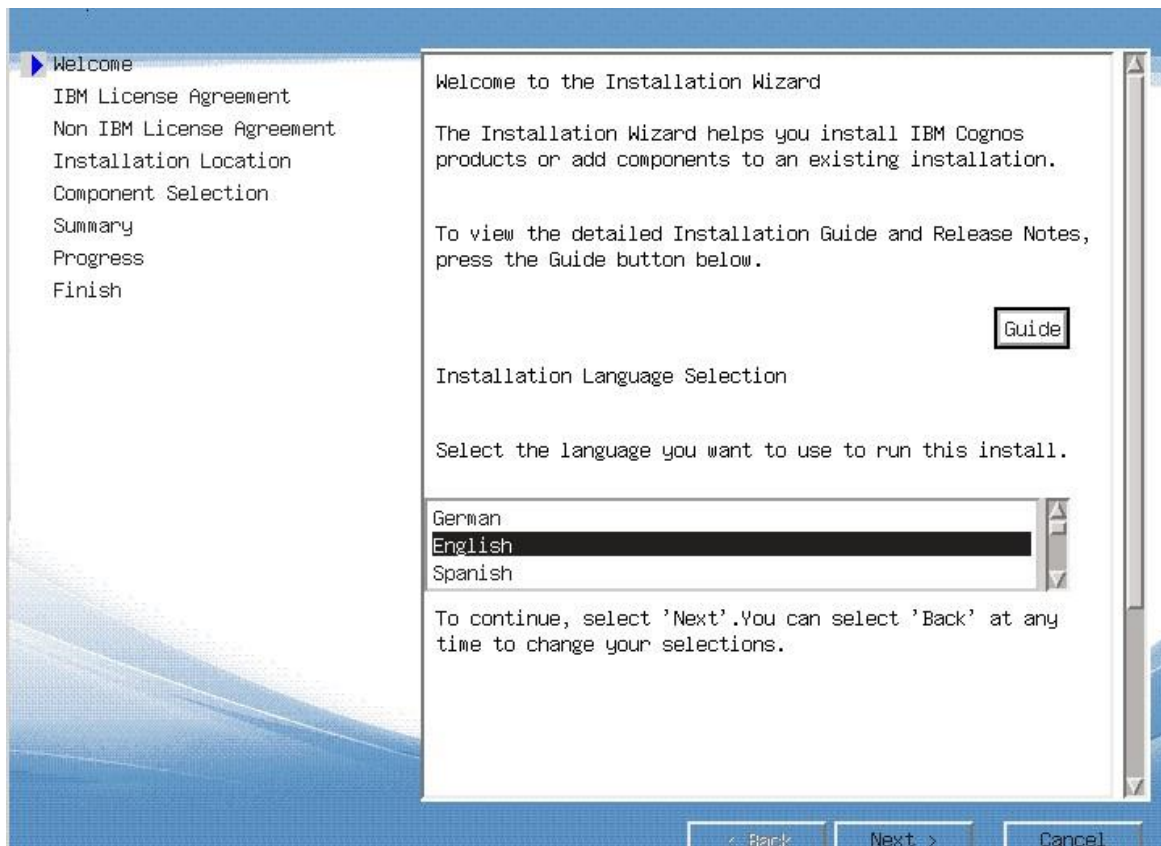 Welcome
IBM License Agreement
Non IBM License Agreement
Installation Location
Component Selection
Summary
Progress
Finish
Welcome to the Installation Wizard
The Installation Wizard helps you install IBM Cognos
products or add components to an existing installation.
To view the detailed Installation Guide and Release Notes,
press the Guide button below.
Guide
Installation Language Selection
Select the language you want to use to run this install.
German
English
Spanish
To continue, select 'Next'.You can select 'Back' at any
time to change your selections.
< Back
Next >
Cancel